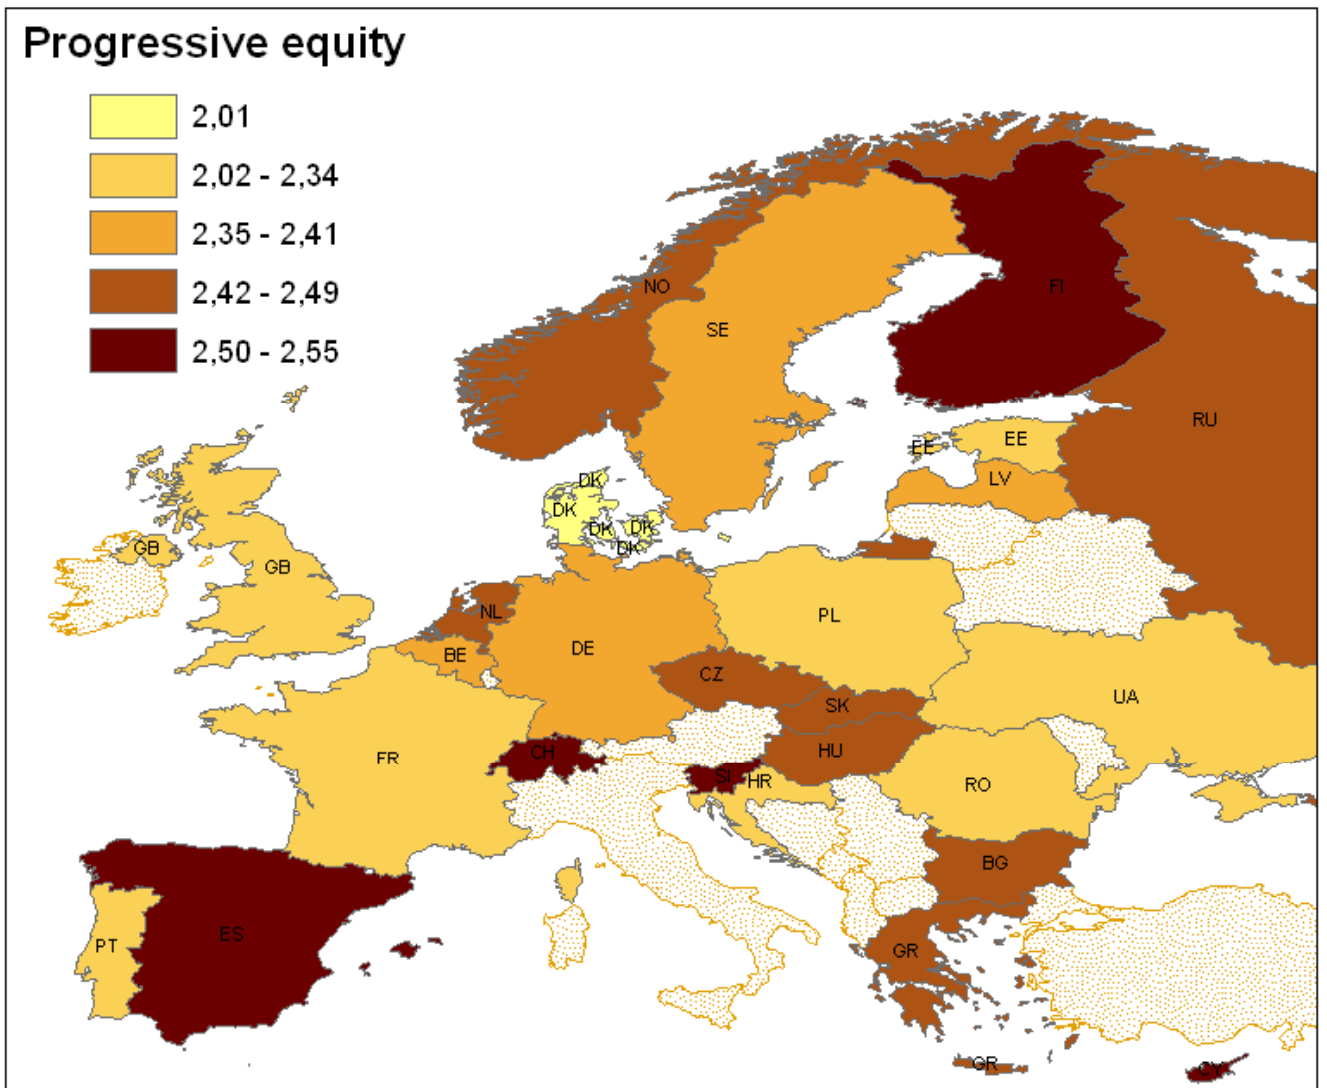 Progressive equity
2,01
2,02 - 2,34
2,35 - 2,41
2,42 - 2,49
2,50 - 2,55
NO
FI
SE
RU
EE
EE
LV
DK
DK
DK
DK
DK
GB
GB
NL
PL
BE
DE
CZ
UA
SK
HU
FR
CH
SI
HR
RO
BG
PT
ES
GR
GR
CY